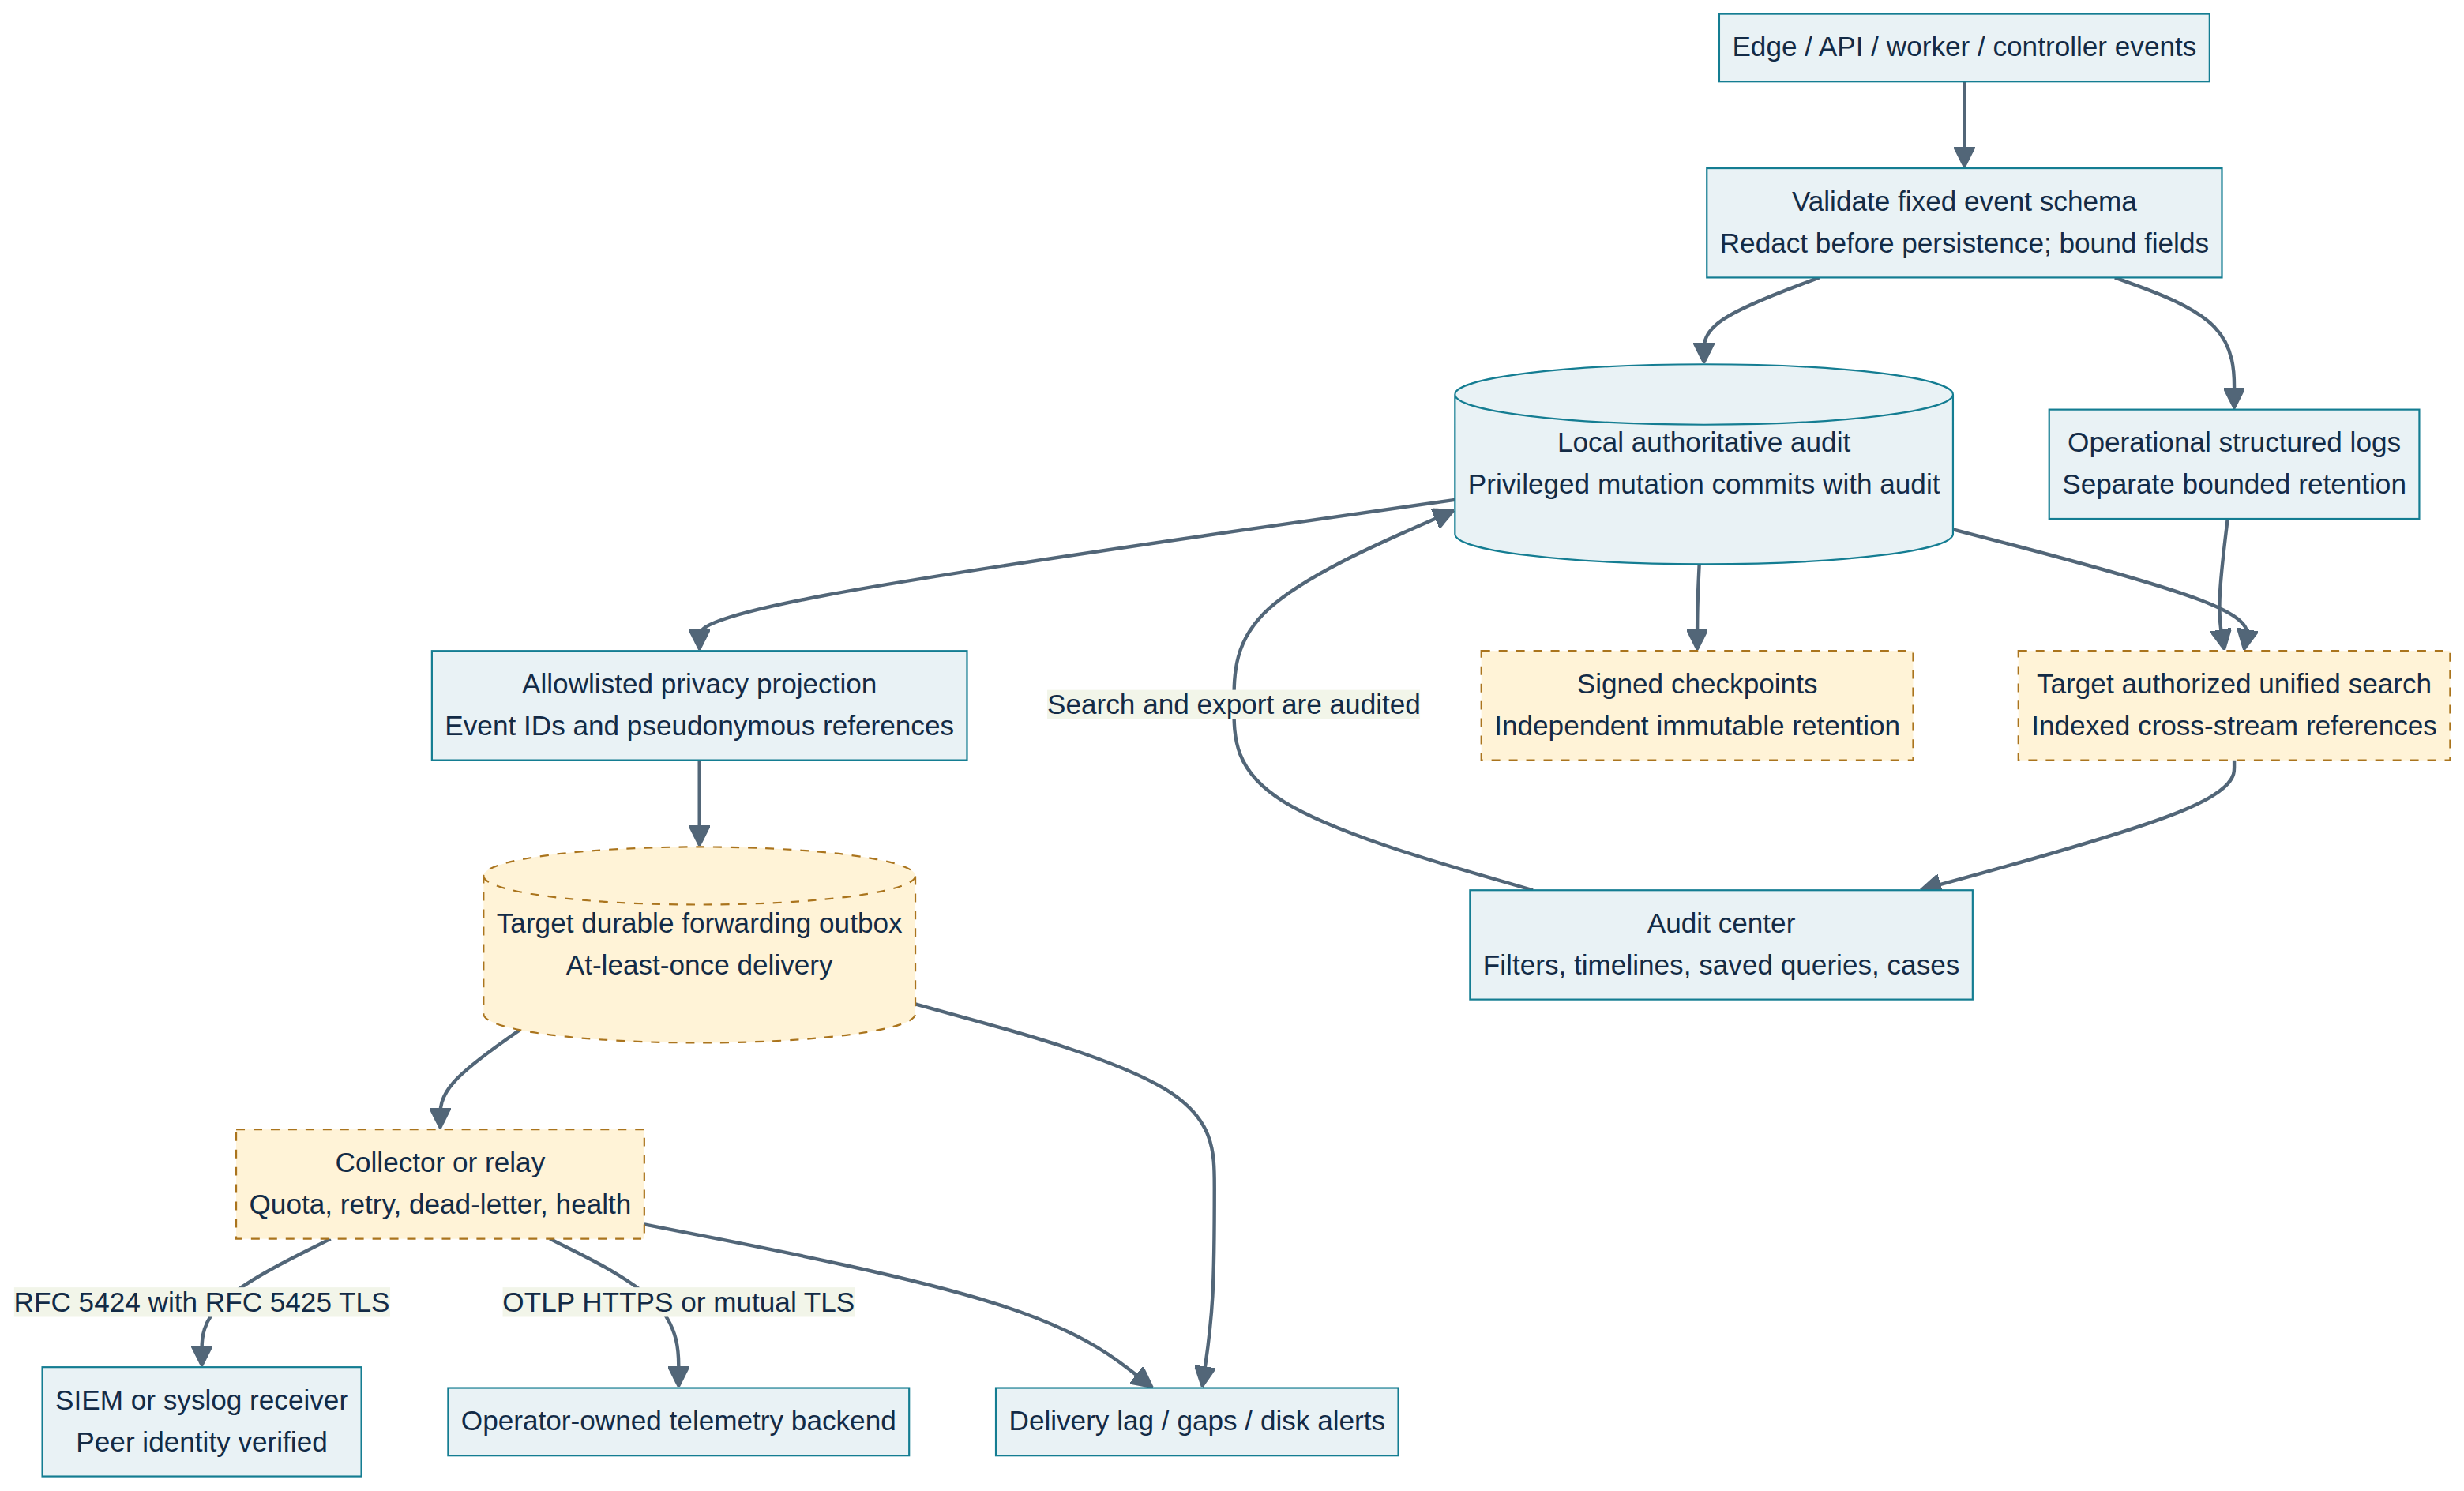 Edge / API / worker / controller events
Validate fixed event schema
Redact before persistence; bound fields
Local authoritative audit
Privileged mutation commits with audit
Operational structured logs
Separate bounded retention
Allowlisted privacy projection
Event IDs and pseudonymous references
Search and export are audited
Signed checkpoints
Independent immutable retention
Target authorized unified search
Indexed cross-stream references
Target durable forwarding outbox
At-least-once delivery
Audit center
Filters, timelines, saved queries, cases
Collector or relay
Quota, retry, dead-letter, health
RFC 5424 with RFC 5425 TLS
OTLP HTTPS or mutual TLS
SIEM or syslog receiver
Peer identity verified
Operator-owned telemetry backend
Delivery lag / gaps / disk alerts